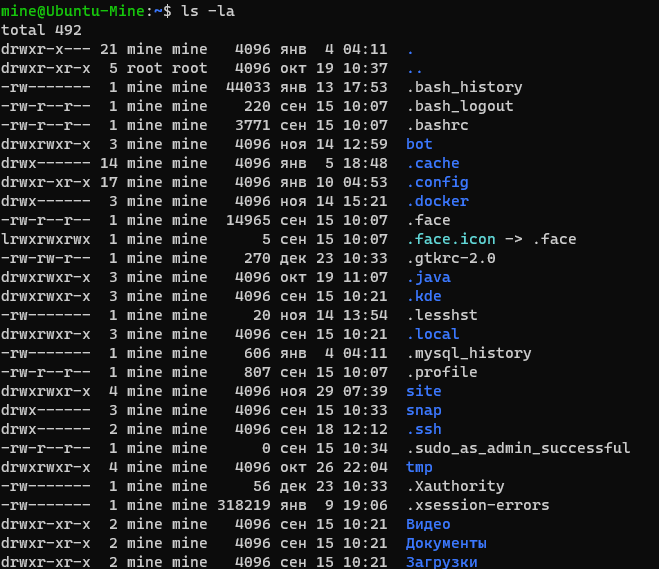 mine@Ubuntu-Mine:~$ ls -la
total 492
drwxr-x--- 21 mine mine   4096 янв  4 04:11 .
drwxr-xr-x  5 root root   4096 окт 19 10:37 ..
-rw-------  1 mine mine  44033 янв 13 17:53 .bash_history
-rw-r--r--  1 mine mine    220 сен 15 10:07 .bash_logout
-rw-r--r--  1 mine mine   3771 сен 15 10:07 .bashrc
drwxrwxr-x  3 mine mine   4096 ноя 14 12:59 bot
drwx------ 14 mine mine   4096 янв  5 18:48 .cache
drwxr-xr-x 17 mine mine   4096 янв 10 04:53 .config
drwx------  3 mine mine   4096 ноя 14 15:21 .docker
-rw-r--r--  1 mine mine  14965 сен 15 10:07 .face
lrwxrwxrwx  1 mine mine      5 сен 15 10:07 .face.icon -> .face
-rw-rw-r--  1 mine mine    270 дек 23 10:33 .gtkrc-2.0
drwxrwxr-x  3 mine mine   4096 окт 19 11:07 .java
drwxr-xr-x  3 mine mine   4096 сен 15 10:21 .kde
-rw-------  1 mine mine     20 ноя 14 13:54 .lesshst
drwxrwxr-x  3 mine mine   4096 сен 15 10:21 .local
-rw-------  1 mine mine    606 янв  4 04:11 .mysql_history
-rw-r--r--  1 mine mine    807 сен 15 10:07 .profile
drwxrwxr-x  4 mine mine   4096 ноя 29 07:39 site
drwx------  3 mine mine   4096 сен 15 10:33 snap
drwx------  2 mine mine   4096 сен 18 12:12 .ssh
-rw-r--r--  1 mine mine      0 сен 15 10:34 .sudo_as_admin_successful
drwxrwxr-x  4 mine mine   4096 окт 26 22:04 tmp
-rw-------  1 mine mine     56 дек 23 10:33 .Xauthority
-rw-------  1 mine mine 318219 янв  9 19:06 .xsession-errors
drwxr-xr-x  2 mine mine   4096 сен 15 10:21 Видео
drwxr-xr-x  2 mine mine   4096 сен 15 10:21 Документы
drwxr-xr-x  2 mine mine   4096 сен 15 10:21 Загрузки